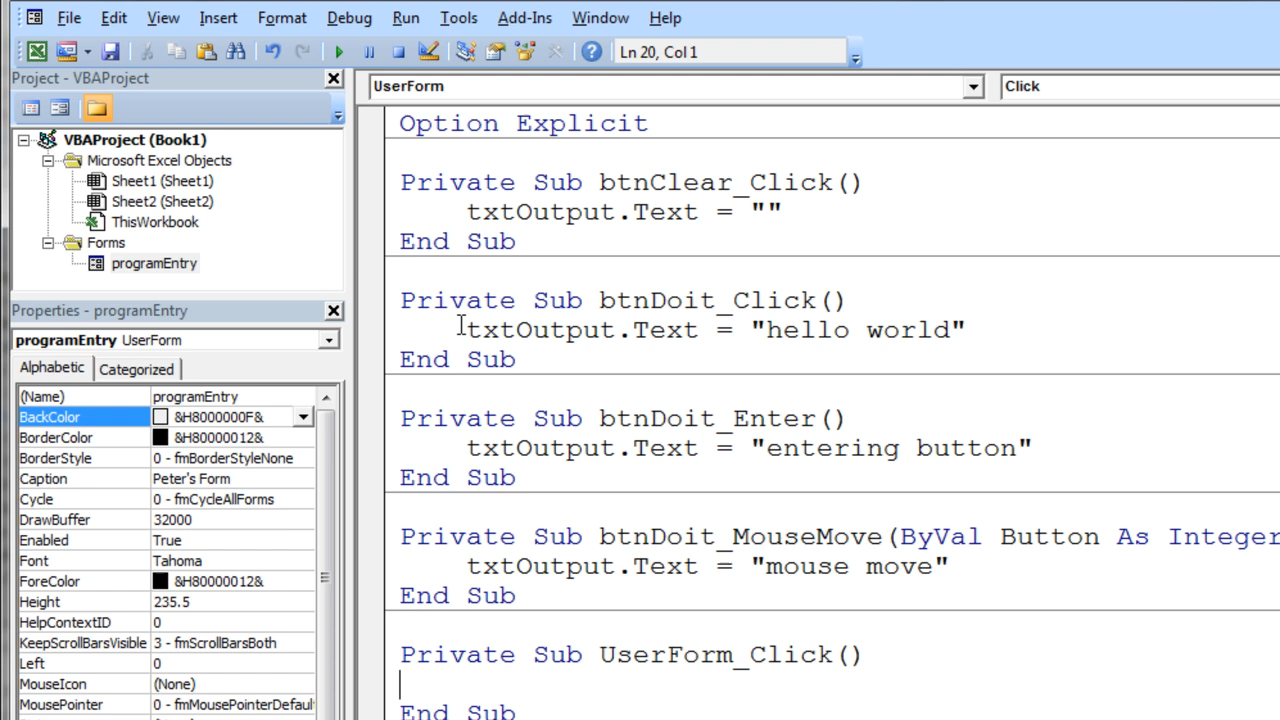 File Edit View Insert Format Debug Run Tools Add-Ins Window Help
Ln 20, Col 1
Project - VBAProject
VBAProject (Book1)
Microsoft Excel Objects
Sheet1 (Sheet1)
Sheet2 (Sheet2)
ThisWorkbook
Forms
programEntry
Properties - programEntry
programEntry UserForm
Alphabetic Categorized
(Name) programEntry
BackColor &H8000000F&
BorderColor &H80000012&
BorderStyle 0 - fmBorderStyleNone
Caption Peter's Form
Cycle 0 - fmCycleAllForms
DrawBuffer 32000
Enabled True
Font Tahoma
ForeColor &H80000012&
Height 235.5
HelpContextID 0
KeepScrollBarsVisible 3 - fmScrollBarsBoth
Left 0
MouseIcon (None)
MousePointer 0 - fmMousePointerDefaul
UserForm Click
Option Explicit
Private Sub btnClear_Click()
txtOutput.Text = ""
End Sub
Private Sub btnDoit_Click()
txtOutput.Text = "hello world"
End Sub
Private Sub btnDoit_Enter()
txtOutput.Text = "entering button"
End Sub
Private Sub btnDoit_MouseMove(ByVal Button As Integer
txtOutput.Text = "mouse move"
End Sub
Private Sub UserForm_Click()
End Sub